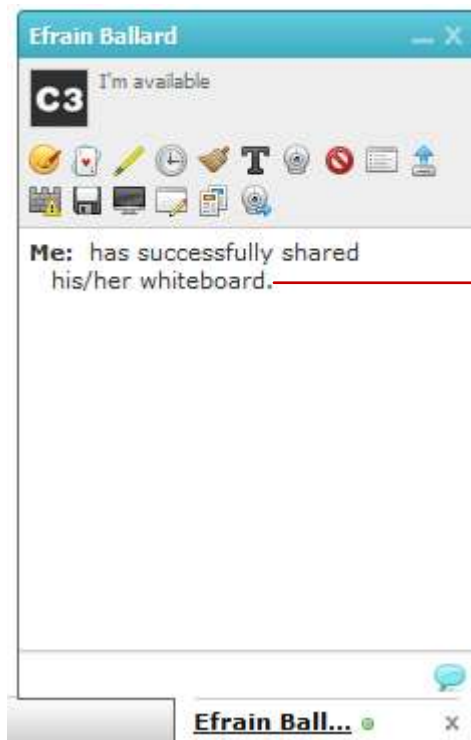 Efrain Ballard
C3 I'm available
Me: has successfully shared
his/her whiteboard.
Efrain Ball...